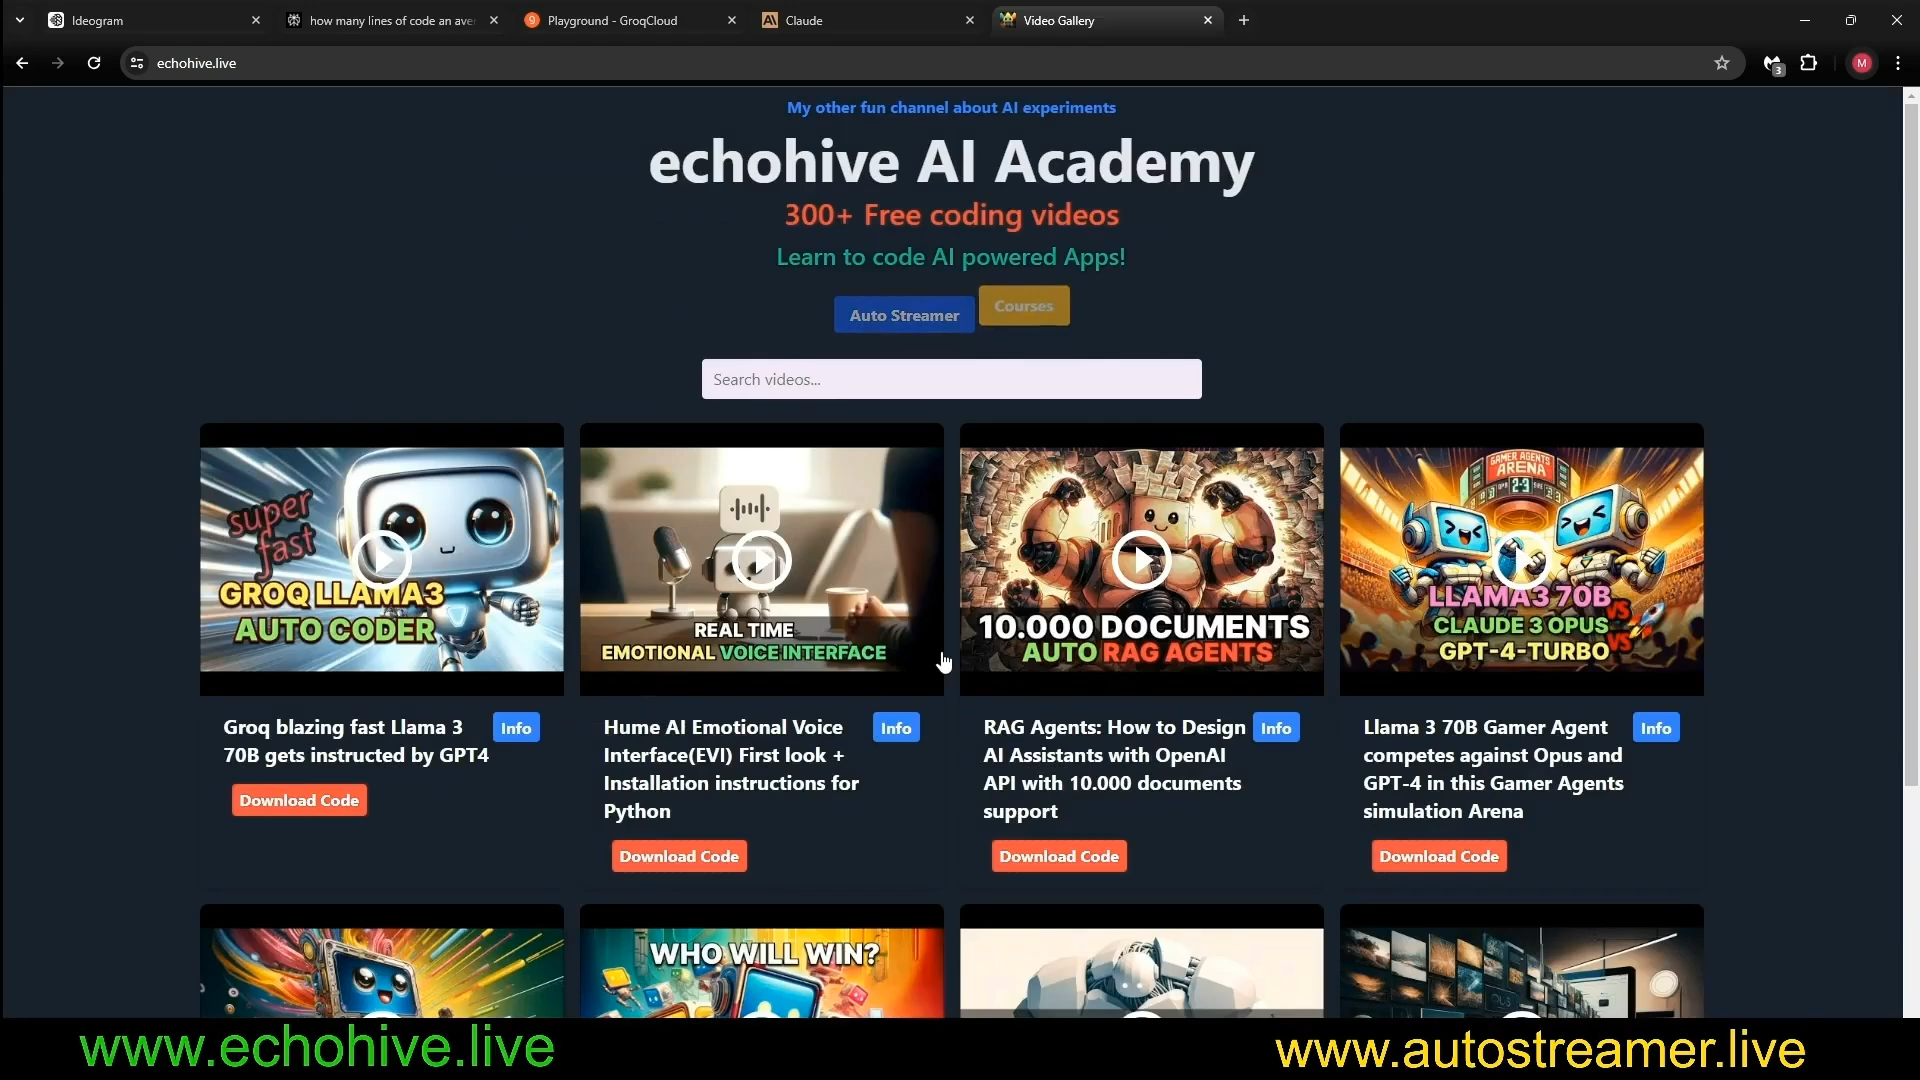 Ideogram
how many lines of code an ave
Playground - GroqCloud
Claude
Video Gallery
echohive.live
3
M
My other fun channel about AI experiments
echohive AI Academy
300+ Free coding videos
Learn to code AI powered Apps!
Auto Streamer
Courses
Search videos...
super
fast
GROQ LLAMA3
AUTO CODER
REAL TIME
EMOTIONAL VOICE INTERFACE
10.000 DOCUMENTS
AUTO RAG AGENTS
GAMER AGENTS
ARENA
2-3
LLAMA3 70B
VS
CLAUDE 3 OPUS
VS
GPT-4-TURBO
Groq blazing fast Llama 3
70B gets instructed by GPT4
Info
Download Code
Hume AI Emotional Voice
Interface(EVI) First look +
Installation instructions for
Python
Info
Download Code
RAG Agents: How to Design
AI Assistants with OpenAI
API with 10.000 documents
support
Info
Download Code
Llama 3 70B Gamer Agent
competes against Opus and
GPT-4 in this Gamer Agents
simulation Arena
Info
Download Code
WHO WILL WIN?
www.echohive.live
www.autostreamer.live